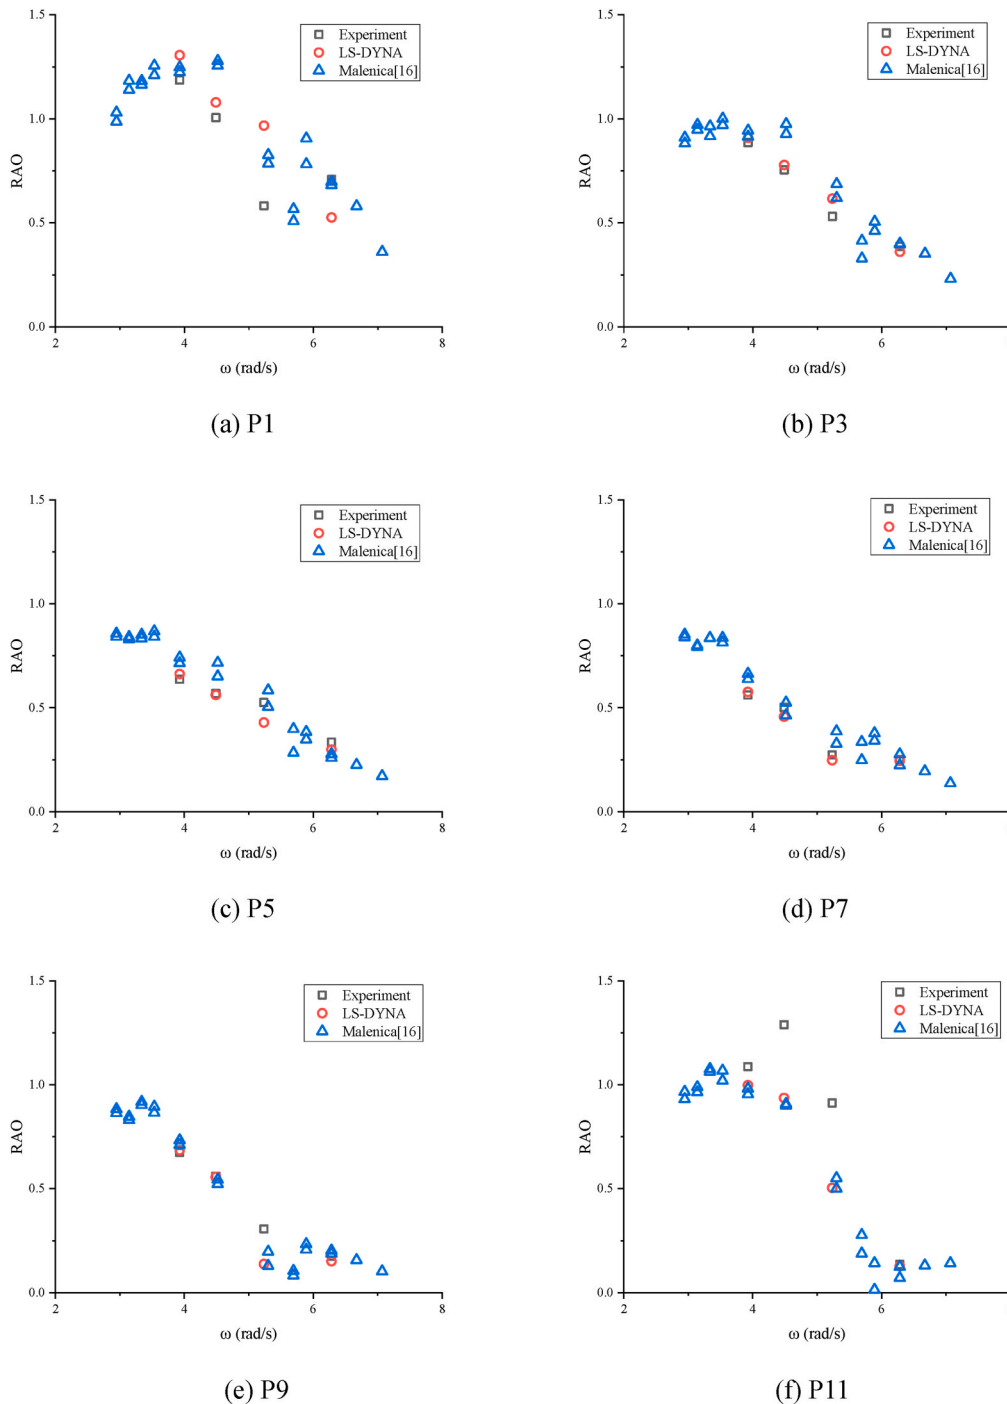 1.5
1.0
0.5
0.0
RAO
2
4
6
8
ω (rad/s)
Experiment
LS-DYNA
Malenica[16]
(a) P1
1.5
1.0
0.5
0.0
RAO
2
4
6
ω (rad/s)
Experiment
LS-DYNA
Malenica[16]
(b) P3
1.5
1.0
0.5
0.0
RAO
2
4
6
8
ω (rad/s)
Experiment
LS-DYNA
Malenica[16]
(c) P5
1.5
1.0
0.5
0.0
RAO
2
4
6
ω (rad/s)
Experiment
LS-DYNA
Malenica[16]
(d) P7
1.5
1.0
0.5
0.0
RAO
2
4
6
8
ω (rad/s)
Experiment
LS-DYNA
Malenica[16]
(e) P9
1.5
1.0
0.5
0.0
RAO
2
4
6
ω (rad/s)
Experiment
LS-DYNA
Malenica[16]
(f) P11